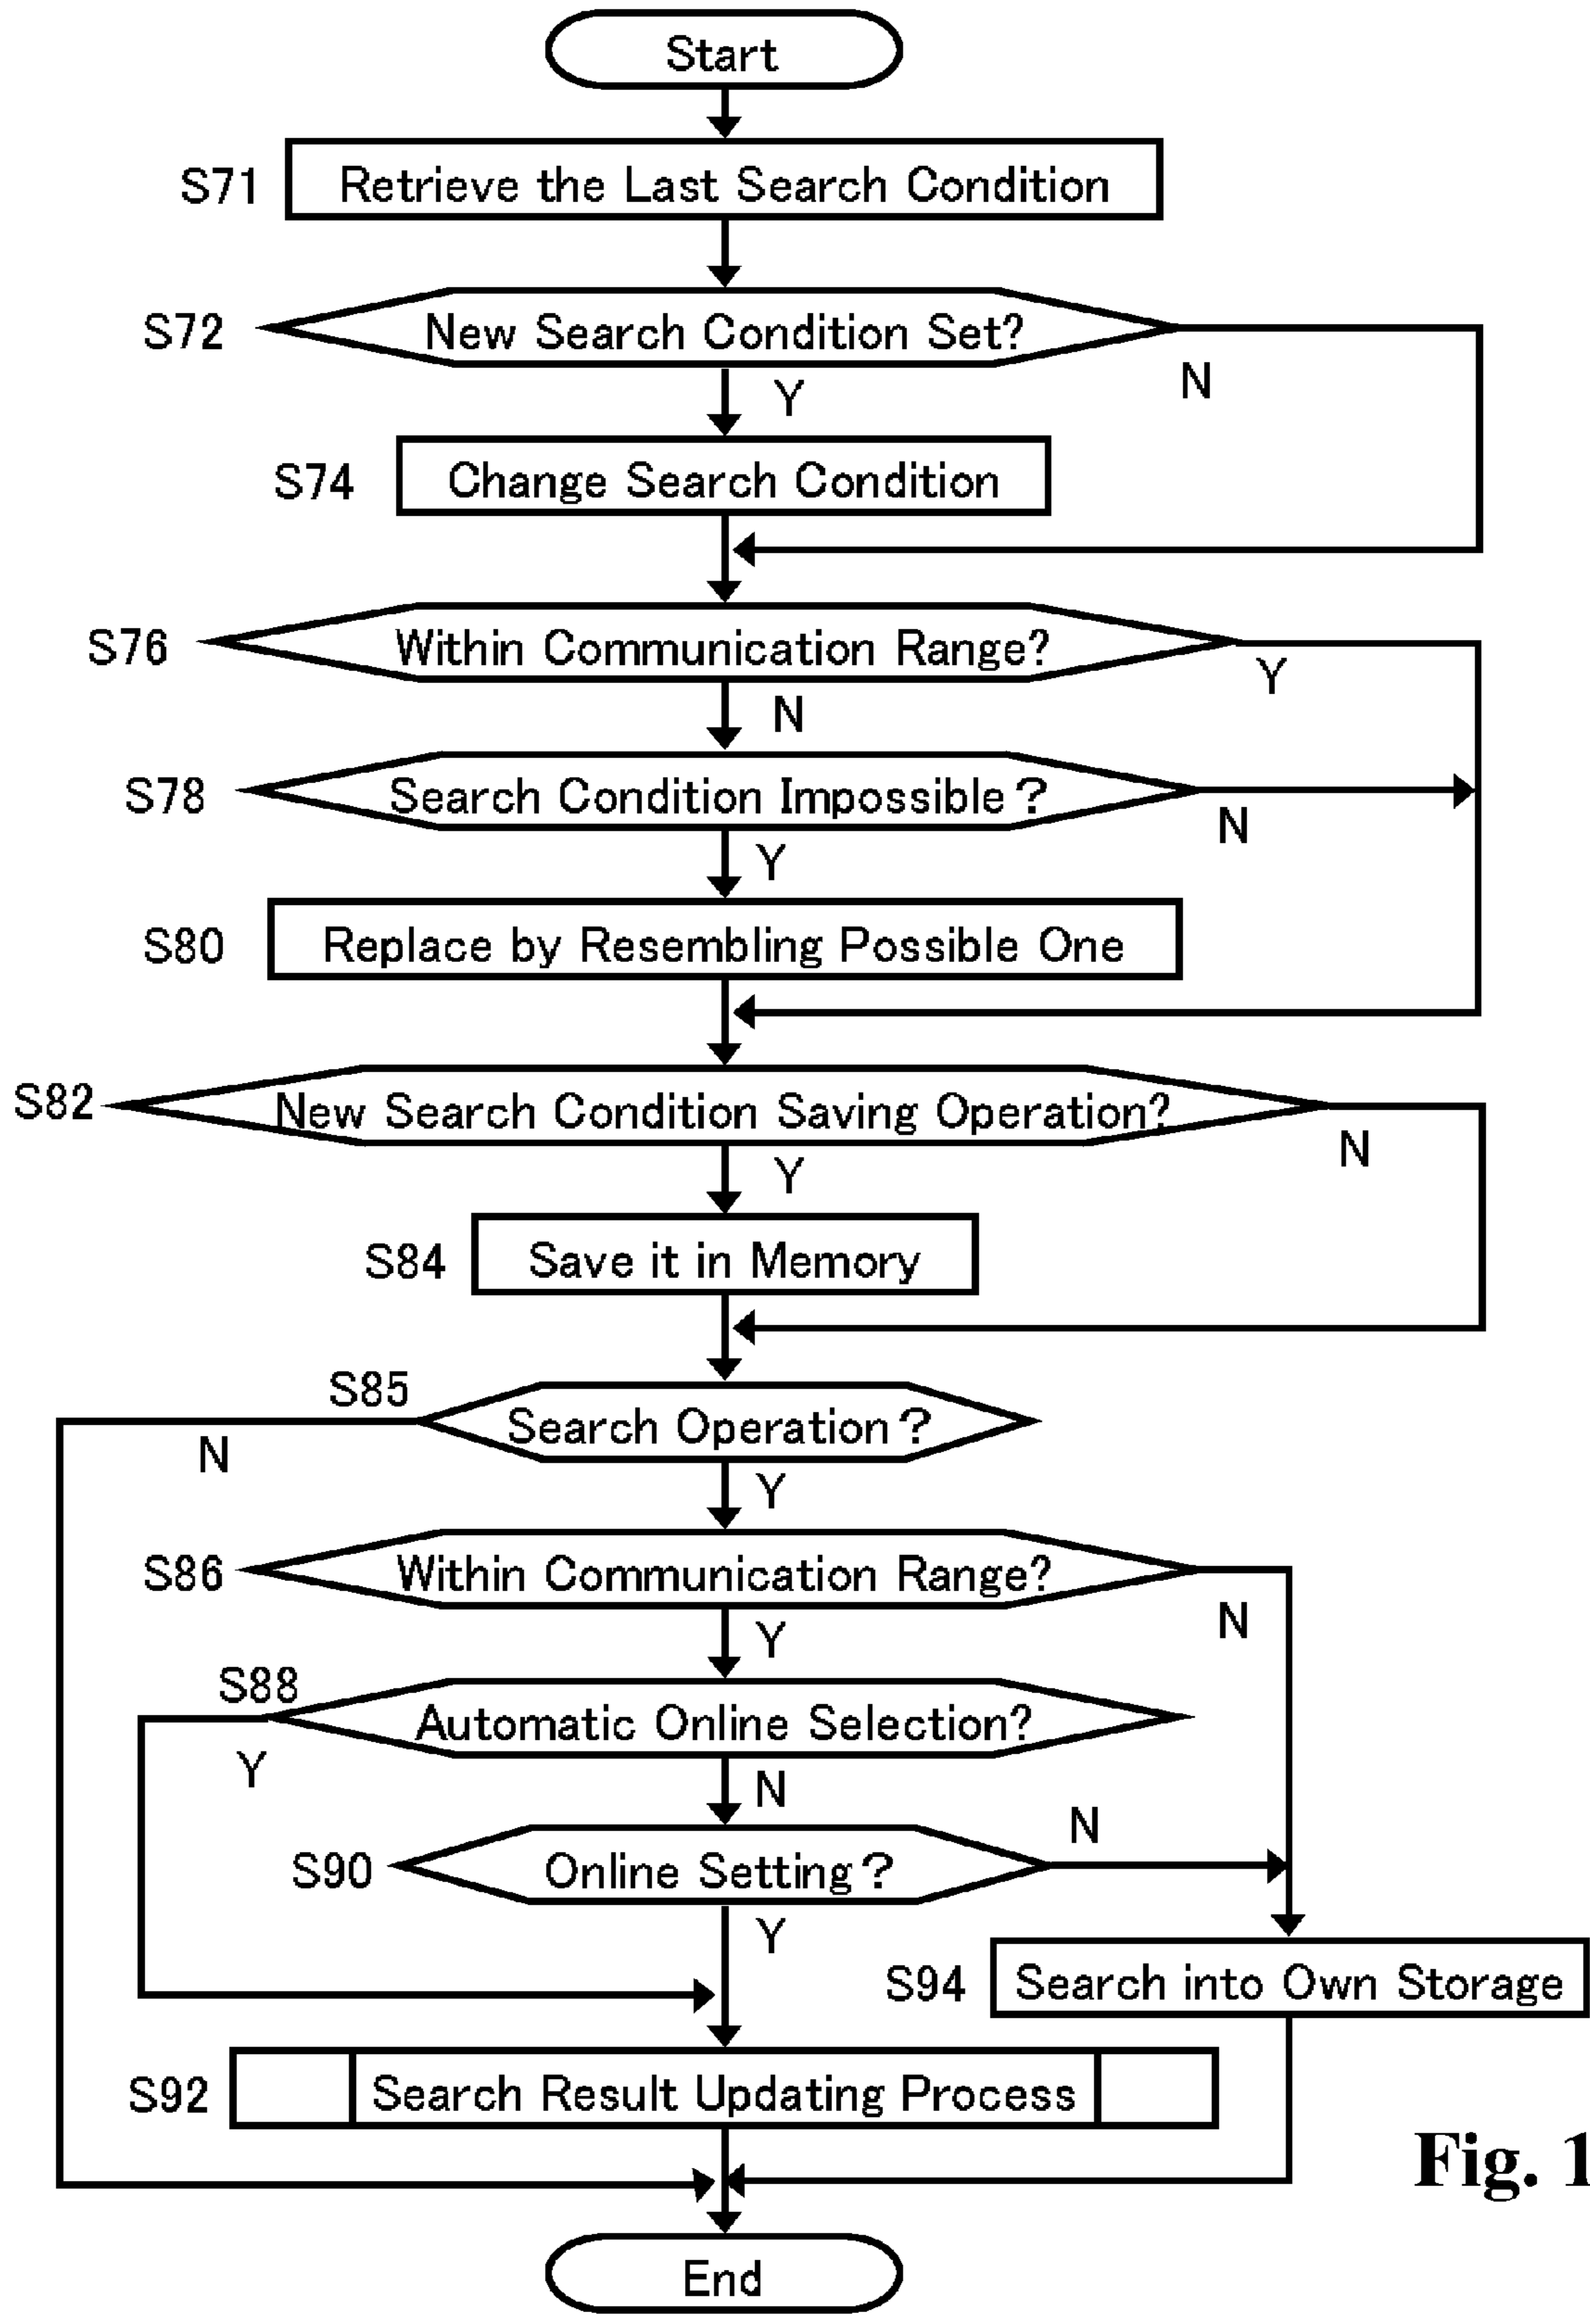 Start
S71 Retrieve the Last Search Condition
S72 New Search Condition Set?
N
Y
S74 Change Search Condition
S76 Within Communication Range?
Y
N
S78 Search Condition Impossible?
N
Y
S80 Replace by Resembling Possible One
S82 New Search Condition Saving Operation?
N
Y
S84 Save it in Memory
S85 Search Operation?
N
Y
S86 Within Communication Range?
N
Y
S88 Automatic Online Selection?
Y
N
N
S90 Online Setting?
Y
S94 Search into Own Storage
S92 Search Result Updating Process
Fig. 1
End